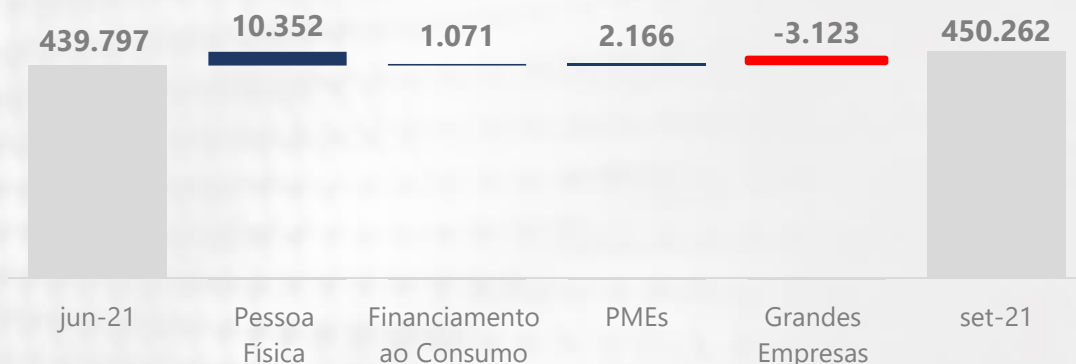 439.797
10.352
1.071
2.166
-3.123
450.262
jun-21
Pessoa
Física
Financiamento
ao Consumo
PMEs
Grandes
Empresas
set-21